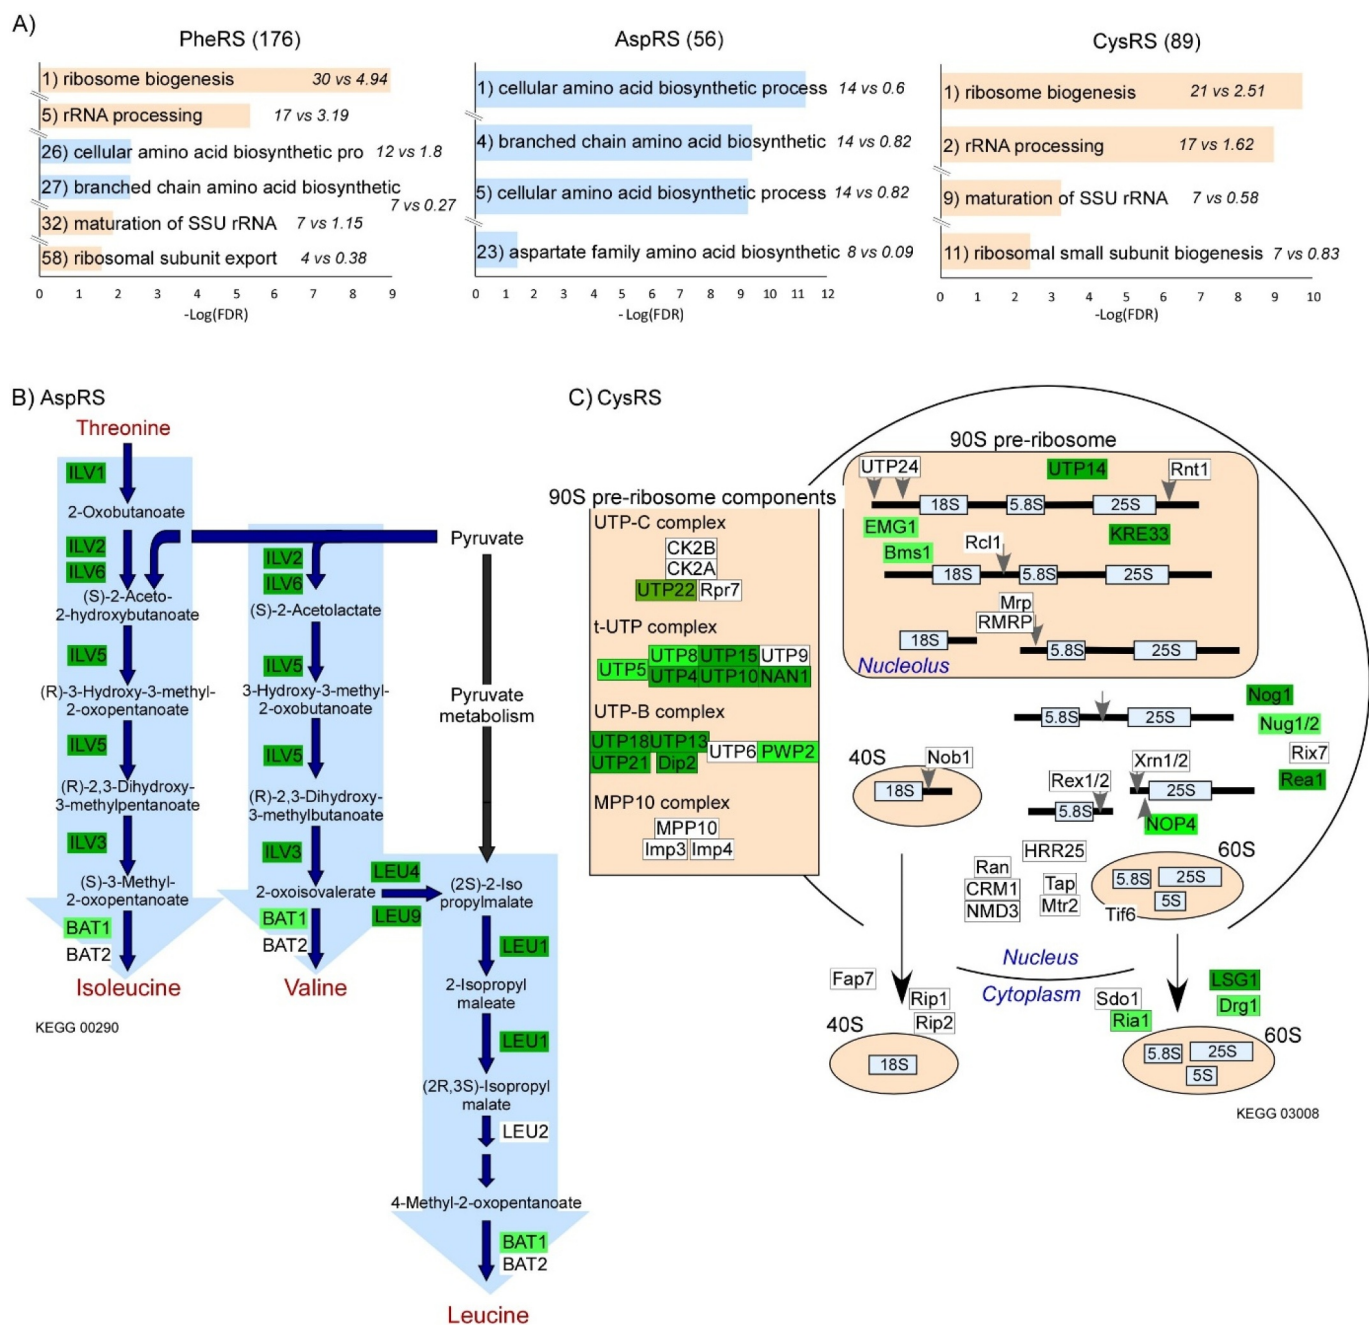 A)
PheRS (176)
1) ribosome biogenesis 30 vs 4.94
5) rRNA processing 17 vs 3.19
26) cellular amino acid biosynthetic pro 12 vs 1.8
27) branched chain amino acid biosynthetic
7 vs 0.27
32) maturation of SSU rRNA 7 vs 1.15
58) ribosomal subunit export 4 vs 0.38
0 1 2 3 4 5 6 7 8 9
-Log(FDR)
AspRS (56)
1) cellular amino acid biosynthetic process 14 vs 0.6
4) branched chain amino acid biosynthetic 14 vs 0.82
5) cellular amino acid biosynthetic process 14 vs 0.82
23) aspartate family amino acid biosynthetic 8 vs 0.09
0 1 2 3 4 5 6 7 8 9 10 11 12
- Log(FDR)
CysRS (89)
1) ribosome biogenesis 21 vs 2.51
2) rRNA processing 17 vs 1.62
9) maturation of SSU rRNA 7 vs 0.58
11) ribosomal small subunit biogenesis 7 vs 0.83
0 1 2 3 4 5 6 7 8 9 10
-Log(FDR)
B) AspRS
Threonine
ILV1
2-Oxobutanoate
ILV2
ILV6
(S)-2-Aceto-
2-hydroxybutanoate
ILV5
(R)-3-Hydroxy-3-methyl-
2-oxopentanoate
ILV5
(R)-2,3-Dihydroxy-
3-methylpentanoate
ILV3
(S)-3-Methyl-
2-oxopentanoate
BAT1
BAT2
Isoleucine
KEGG 00290
Pyruvate
ILV2
ILV6
(S)-2-Acetolactate
ILV5
3-Hydroxy-3-methyl-
2-oxobutanoate
ILV5
(R)-2,3-Dihydroxy-
3-methylbutanoate
ILV3
2-oxoisovalerate
BAT1
BAT2
Valine
Pyruvate
metabolism
LEU4
LEU9
(2S)-2-Iso
propylmalate
LEU1
2-Isopropyl
maleate
LEU1
(2R,3S)-Isopropyl
malate
LEU2
4-Methyl-2-oxopentanoate
BAT1
BAT2
Leucine
C) CysRS
90S pre-ribosome components
UTP-C complex
CK2B
CK2A
UTP22 Rpr7
t-UTP complex
UTP8 UTP15 UTP9
UTP5
UTP4 UTP10 NAN1
UTP-B complex
UTP18 UTP13
UTP6 PWP2
UTP21 Dip2
MPP10 complex
MPP10
Imp3 Imp4
90S pre-ribosome
UTP24 UTP14 Rnt1
18S 5.8S 25S
EMG1 KRE33
Bms1 Rcl1
18S 5.8S 25S
Mrp
RMRP
18S 5.8S 25S
Nucleolus
Nog1
5.8S 25S
Nug1/2
Rix7
Rea1
40S
Nob1
18S
Xrn1/2
Rex1/2
25S
5.8S
NOP4
HRR25
Ran
CRM1
NMD3
Tap
Mtr2
60S
5.8S 25S
5S
Tif6
Nucleus
Cytoplasm
Fap7
Rip1
Rip2
40S
18S
LSG1
Drg1
Sdo1
Ria1
60S
5.8S 25S
5S
KEGG 03008